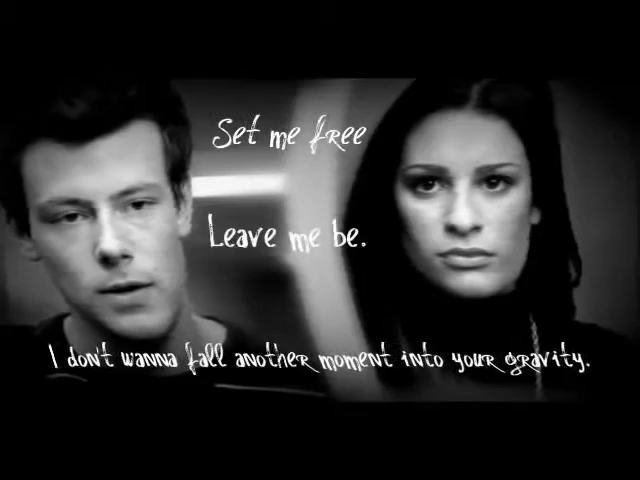 Set me free
Leave me be.
I don't wanna fall another moment into your gravity.